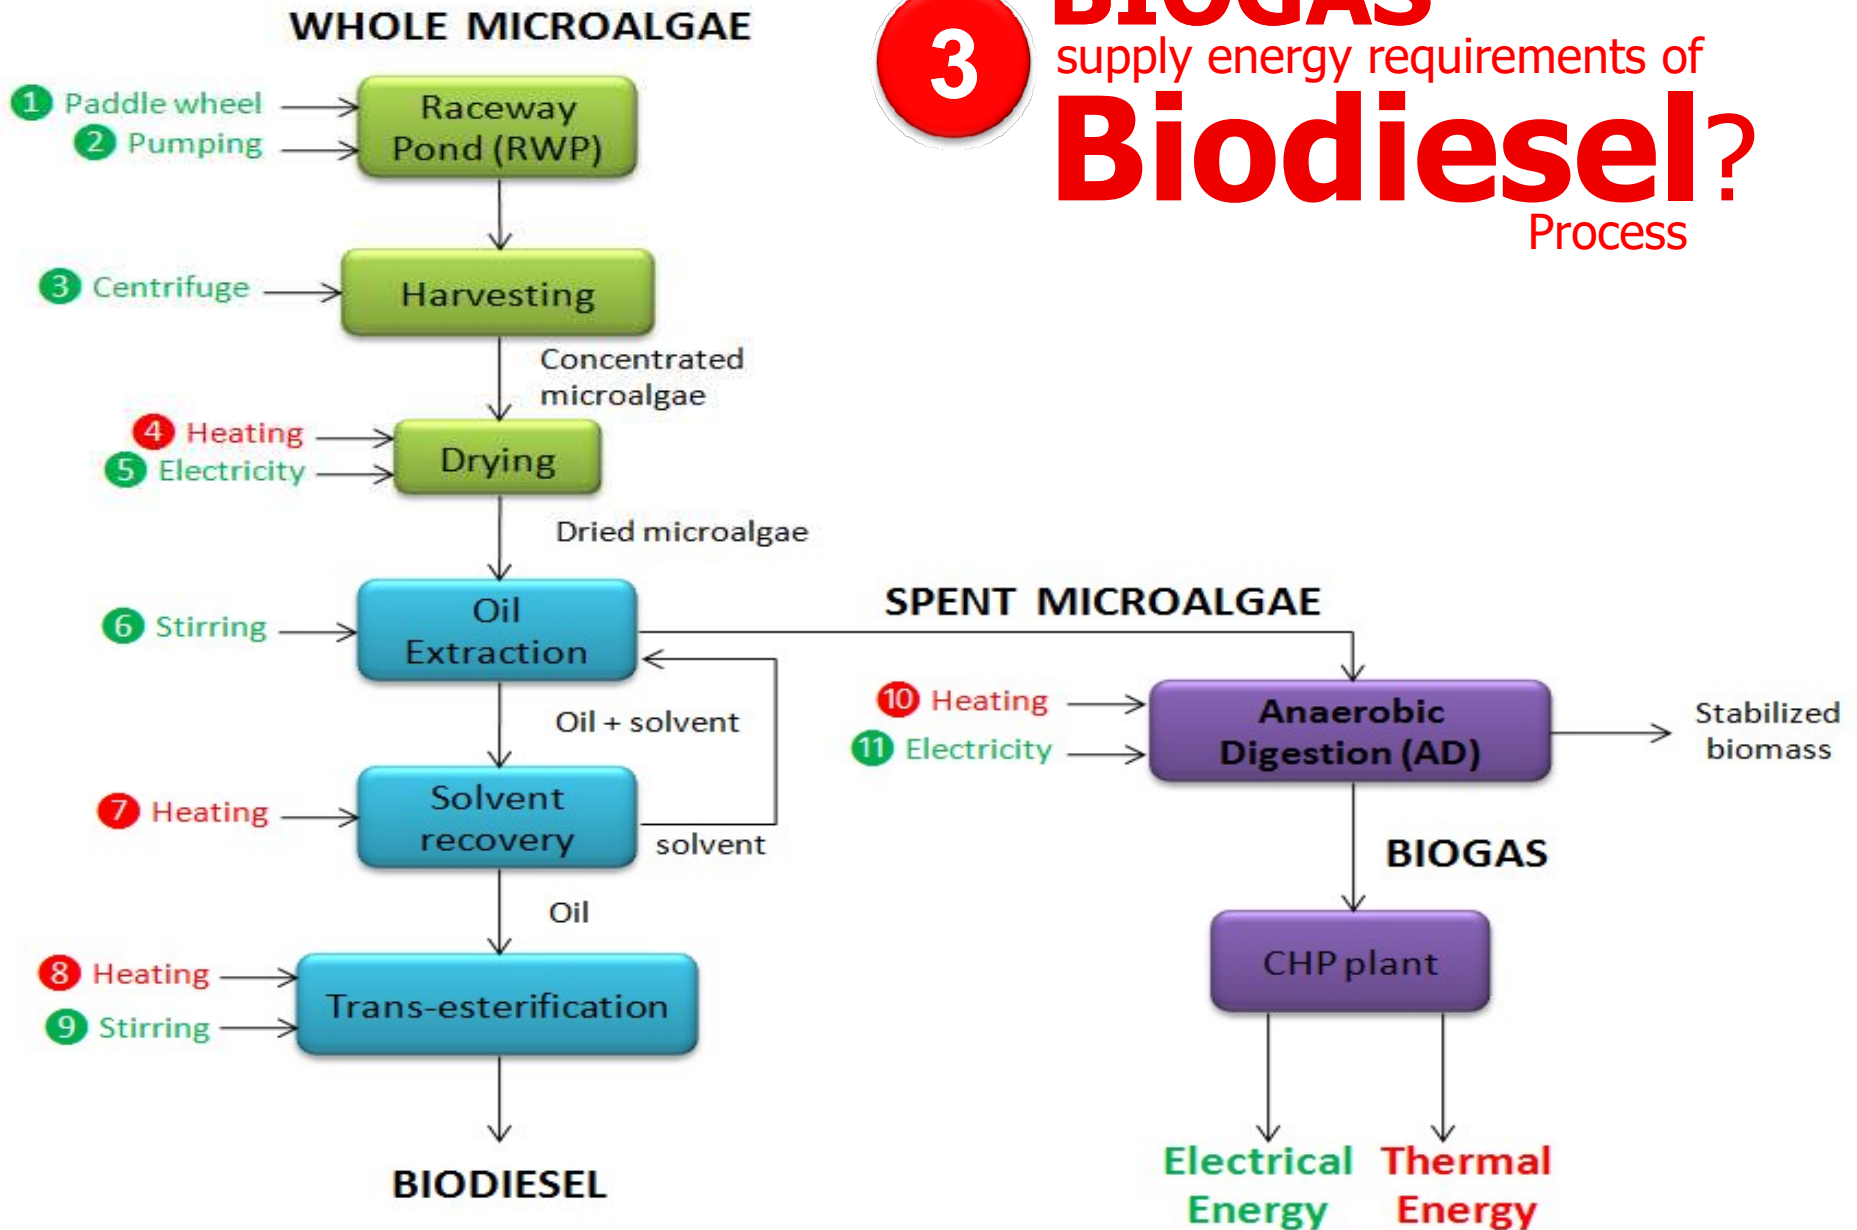 WHOLE MICROALGAE
3
BIOGAS
supply energy requirements of
Biodiesel?
Process
1 Paddle wheel
2 Pumping
Raceway
Pond (RWP)
3 Centrifuge
Harvesting
Concentrated
microalgae
4 Heating
5 Electricity
Drying
Dried microalgae
6 Stirring
Oil
Extraction
SPENT MICROALGAE
Oil + solvent
7 Heating
Solvent
recovery
solvent
Oil
8 Heating
9 Stirring
Trans-esterification
BIODIESEL
10 Heating
11 Electricity
Anaerobic
Digestion (AD)
Stabilized
biomass
BIOGAS
CHP plant
Electrical
Energy
Thermal
Energy